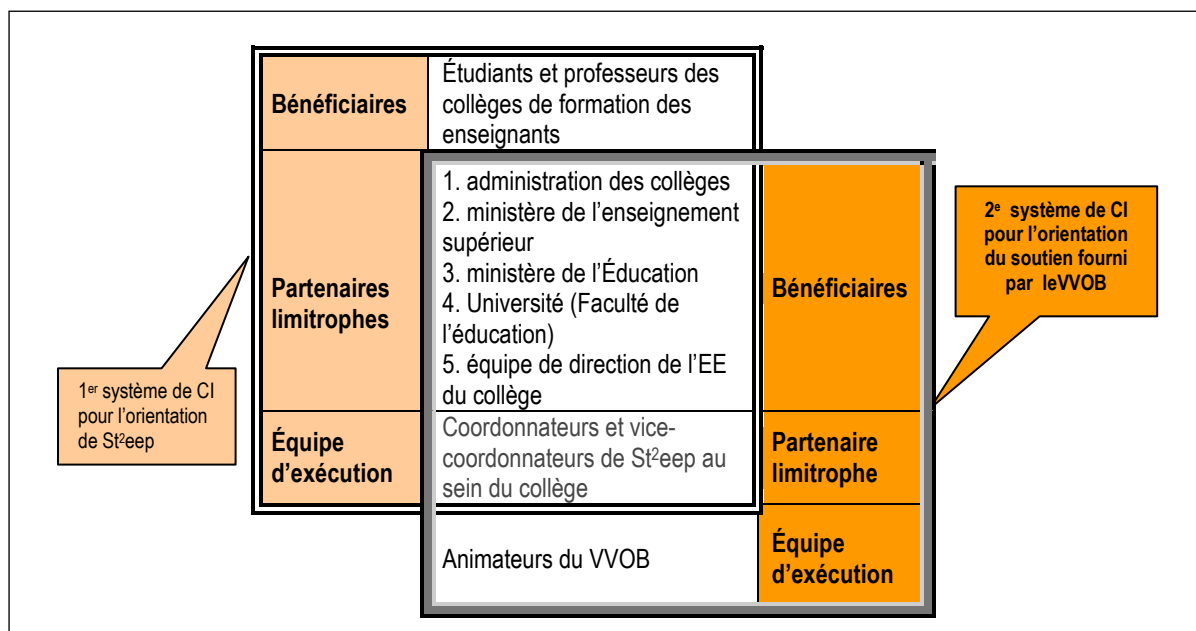 Bénéficiaires
Étudiants et professeurs des
collèges de formation des
enseignants
Partenaires
limitrophes
1. administration des collèges
2. ministère de l'enseignement
supérieur
3. ministère de l'Éducation
4. Université (Faculté de
l'éducation)
5. équipe de direction de l'EE
du collège
Bénéficiaires
2e système de CI
pour l'orientation
du soutien fourni
par leVVOB
1er système de CI
pour l'orientation
de St²eep
Équipe
d'exécution
Coordonnateurs et vice-
coordonnateurs de St²eep au
sein du collège
Partenaire
limitrophe
Animateurs du VVOB
Équipe
d'exécution